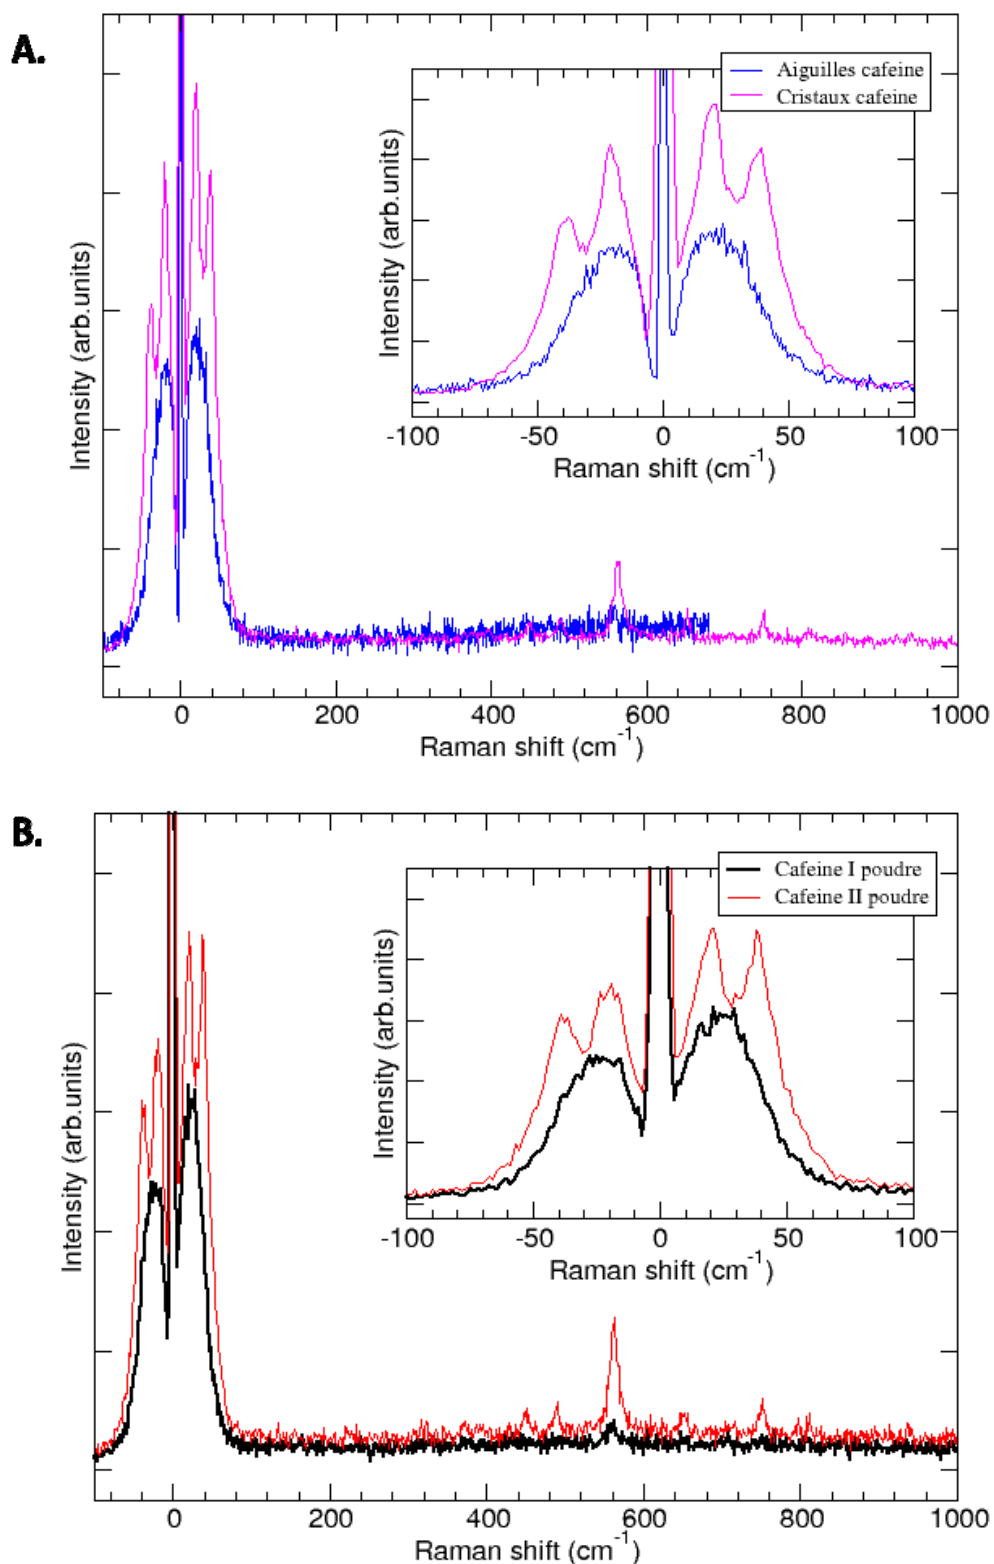 A.
Aiguilles cafeine
Cristaux cafeine
Intensity (arb.units)
-100 -50 0 50 100
Raman shift (cm-1)
Intensity (arb.units)
0 200 400 600 800 1000
Raman shift (cm-1)
B.
Cafeine I poudre
Cafeine II poudre
Intensity (arb.units)
-100 -50 0 50 100
Raman shift (cm-1)
Intensity (arb.units)
0 200 400 600 800 1000
Raman shift (cm-1)